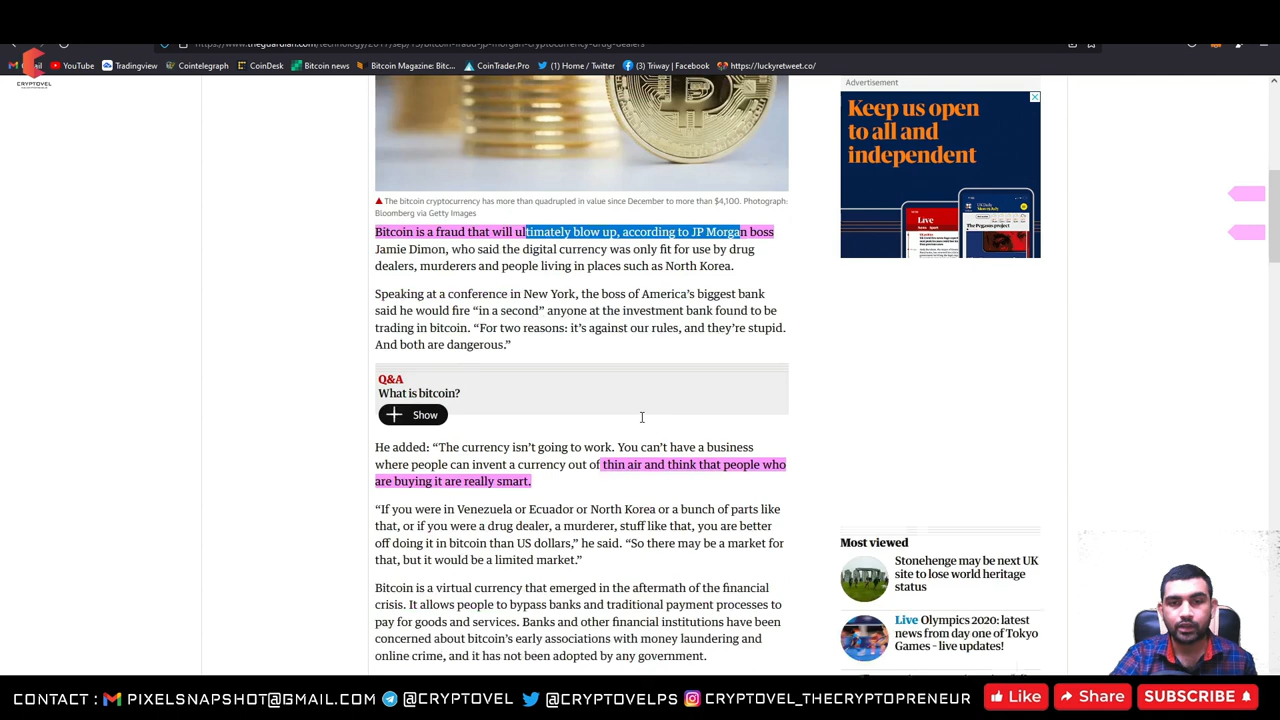 https://www.theguardian.com/technology/2017/sep/13/bitcoin-fraud-jp-morgan-cryptocurrency-drug-dealers
YouTube
Tradingview
Cointelegraph
CoinDesk
Bitcoin news
Bitcoin Magazine: Bitc...
CoinTrader.Pro
(1) Home / Twitter
(3) Triway | Facebook
https://luckyretweet.co/
CRYPTOVEL
Advertisement
Keep us open
to all and
independent
Live
The Pegasus project
▲ The bitcoin cryptocurrency has more than quadrupled in value since December to more than $4,100. Photograph:
Bloomberg via Getty Images
Bitcoin is a fraud that will ultimately blow up, according to JP Morgan boss
Jamie Dimon, who said the digital currency was only fit for use by drug
dealers, murderers and people living in places such as North Korea.
Speaking at a conference in New York, the boss of America’s biggest bank
said he would fire “in a second” anyone at the investment bank found to be
trading in bitcoin. “For two reasons: it’s against our rules, and they’re stupid.
And both are dangerous.”
Q&A
What is bitcoin?
Show
He added: “The currency isn’t going to work. You can’t have a business
where people can invent a currency out of thin air and think that people who
are buying it are really smart.
“If you were in Venezuela or Ecuador or North Korea or a bunch of parts like
that, or if you were a drug dealer, a murderer, stuff like that, you are better
off doing it in bitcoin than US dollars,” he said. “So there may be a market for
that, but it would be a limited market.”
Bitcoin is a virtual currency that emerged in the aftermath of the financial
crisis. It allows people to bypass banks and traditional payment processes to
pay for goods and services. Banks and other financial institutions have been
concerned about bitcoin’s early associations with money laundering and
online crime, and it has not been adopted by any government.
Most viewed
Stonehenge may be next UK
site to lose world heritage
status
Live Olympics 2020: latest
news from day one of Tokyo
Games – live updates!
CONTACT : PIXELSNAPSHOT@GMAIL.COM @CRYPTOVEL @CRYPTOVELPS CRYPTOVEL_THECRYPTOPRENEUR Like Share SUBSCRIBE